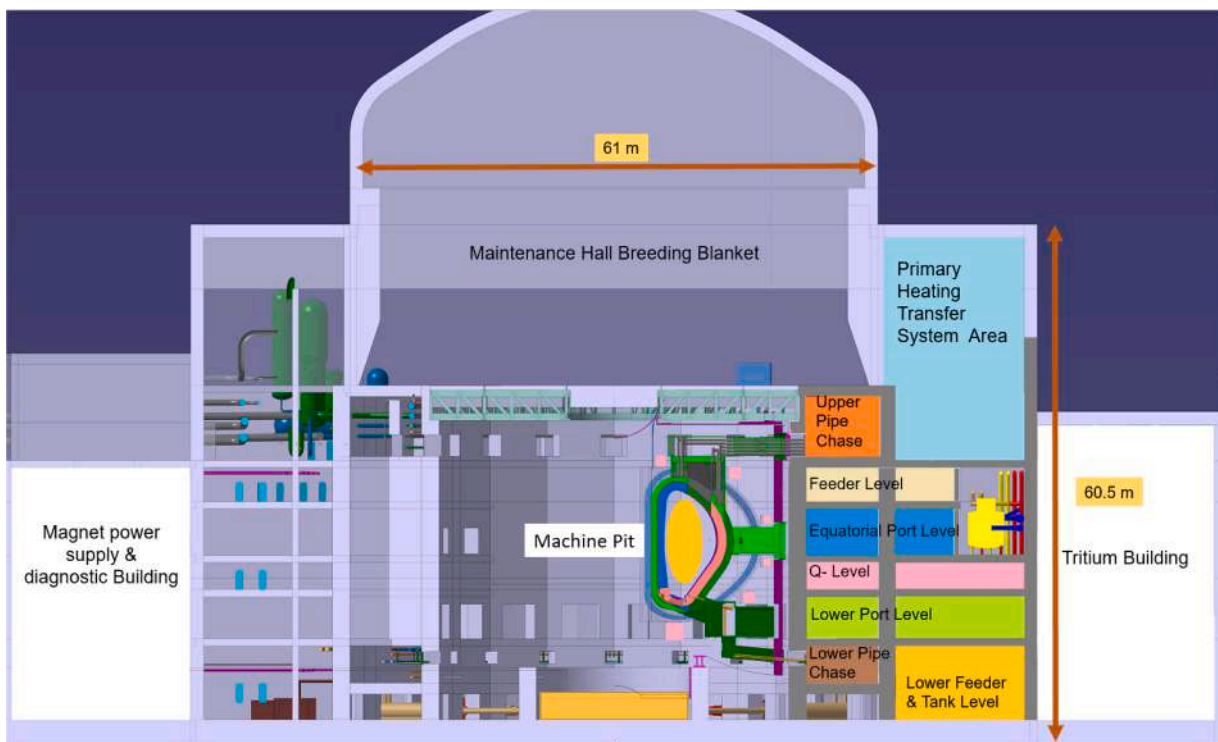 61 m
Maintenance Hall Breeding Blanket
Primary
Heating
Transfer
System Area
Upper
Pipe
Chase
Feeder Level
60.5 m
Equatorial Port Level
Magnet power
supply &
diagnostic Building
Machine Pit
Tritium Building
Q- Level
Lower Port Level
Lower Pipe
Chase
Lower Feeder
& Tank Level